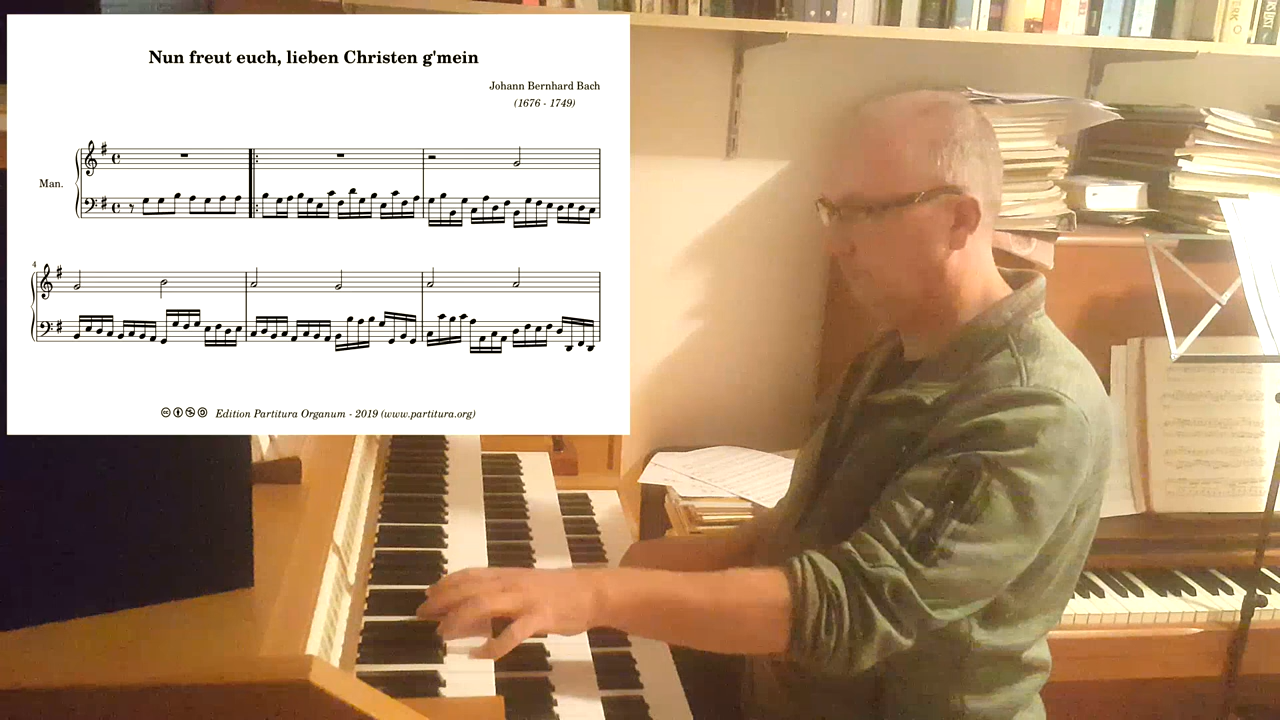 Nun freut euch, lieben Christen g'mein
Johann Bernhard Bach
(1676 - 1749)
Man.
4
Edition Partitura Organum - 2019 (www.partitura.org)